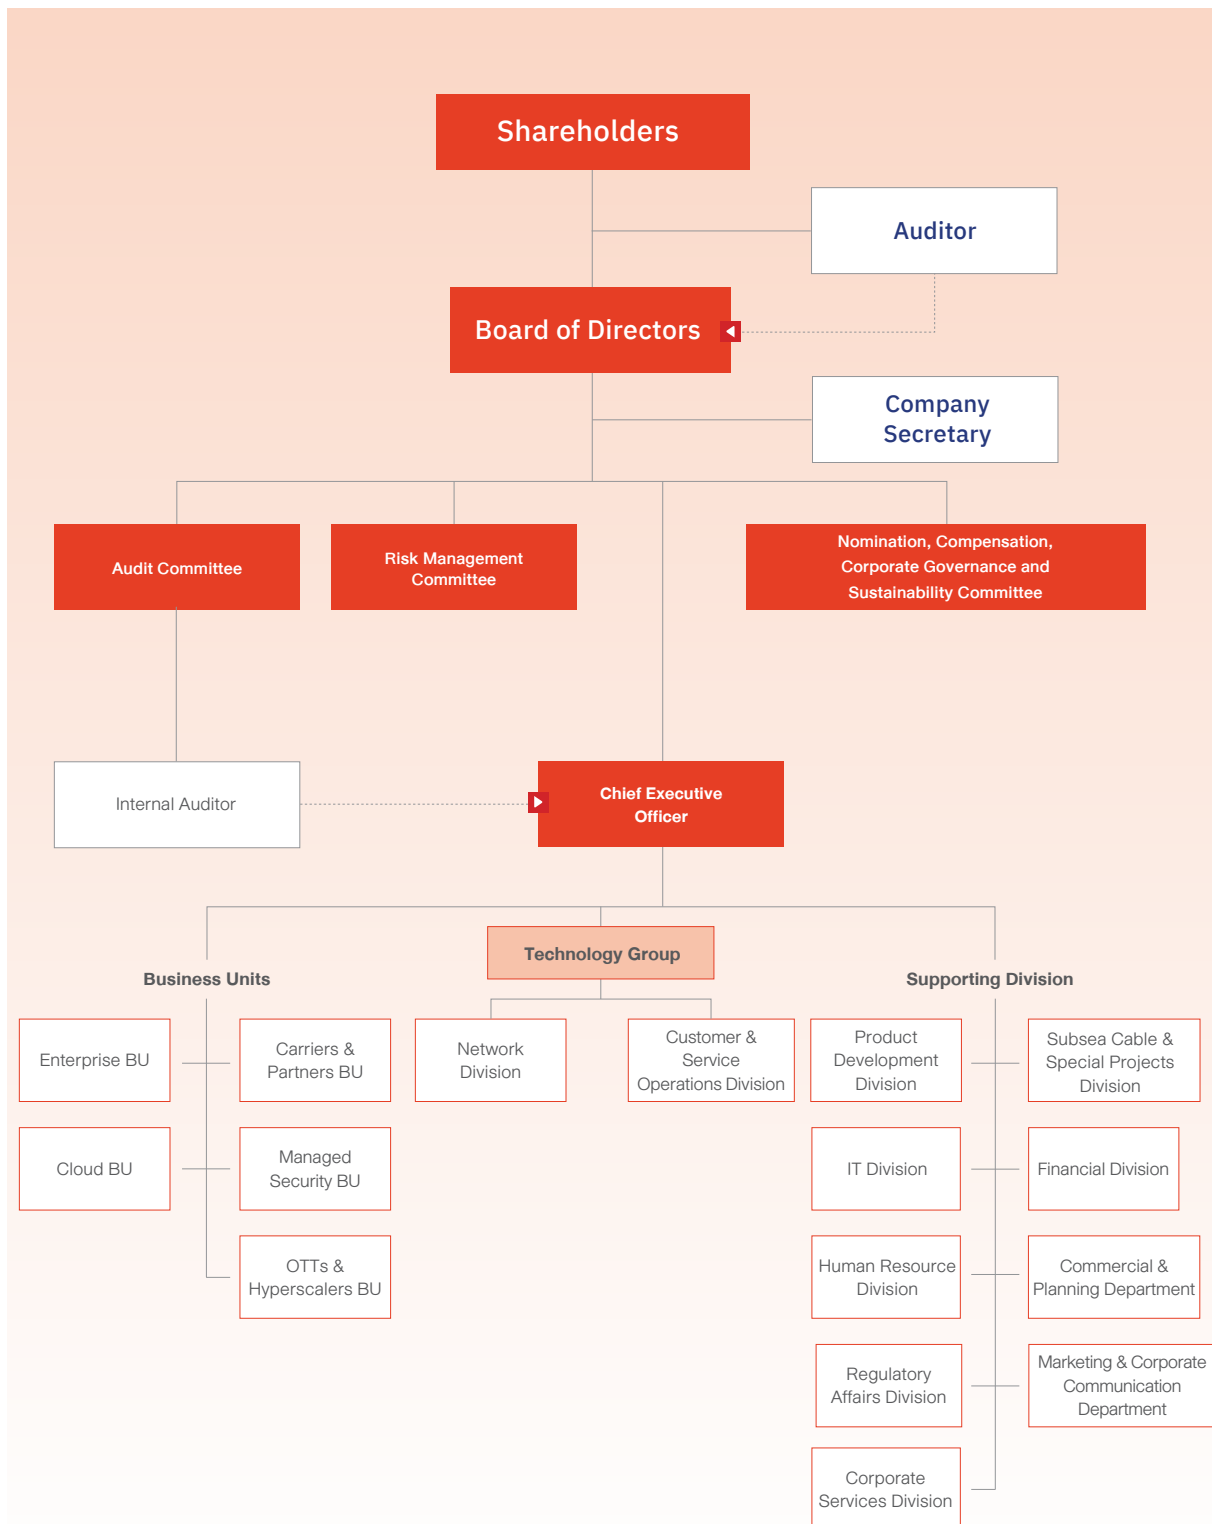 Shareholders
Auditor
Board of Directors
Company
Secretary
Audit Committee
Risk Management
Committee
Nomination, Compensation,
Corporate Governance and
Sustainability Committee
Internal Auditor
Chief Executive
Officer
Technology Group
Business Units
Supporting Division
Enterprise BU
Carriers &
Partners BU
Network
Division
Customer &
Service
Operations Division
Product
Development
Division
Subsea Cable &
Special Projects
Division
Cloud BU
Managed
Security BU
IT Division
Financial Division
OTTs &
Hyperscalers BU
Human Resource
Division
Commercial &
Planning Department
Regulatory
Affairs Division
Marketing & Corporate
Communication
Department
Corporate
Services Division